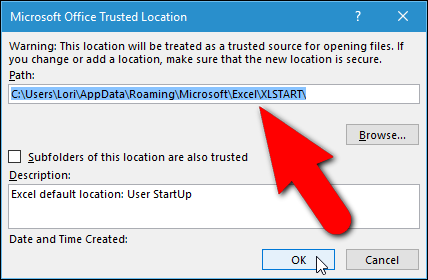 Microsoft Office Trusted Location
Warning: This location will be treated as a trusted source for opening files. If
you change or add a location, make sure that the new location is secure.
Path:
C:\Users\Lori\AppData\Roaming\Microsoft\Excel\XLSTART\
Browse...
Subfolders of this location are also trusted
Description:
Excel default location: User StartUp
Date and Time Created:
OK
Cancel